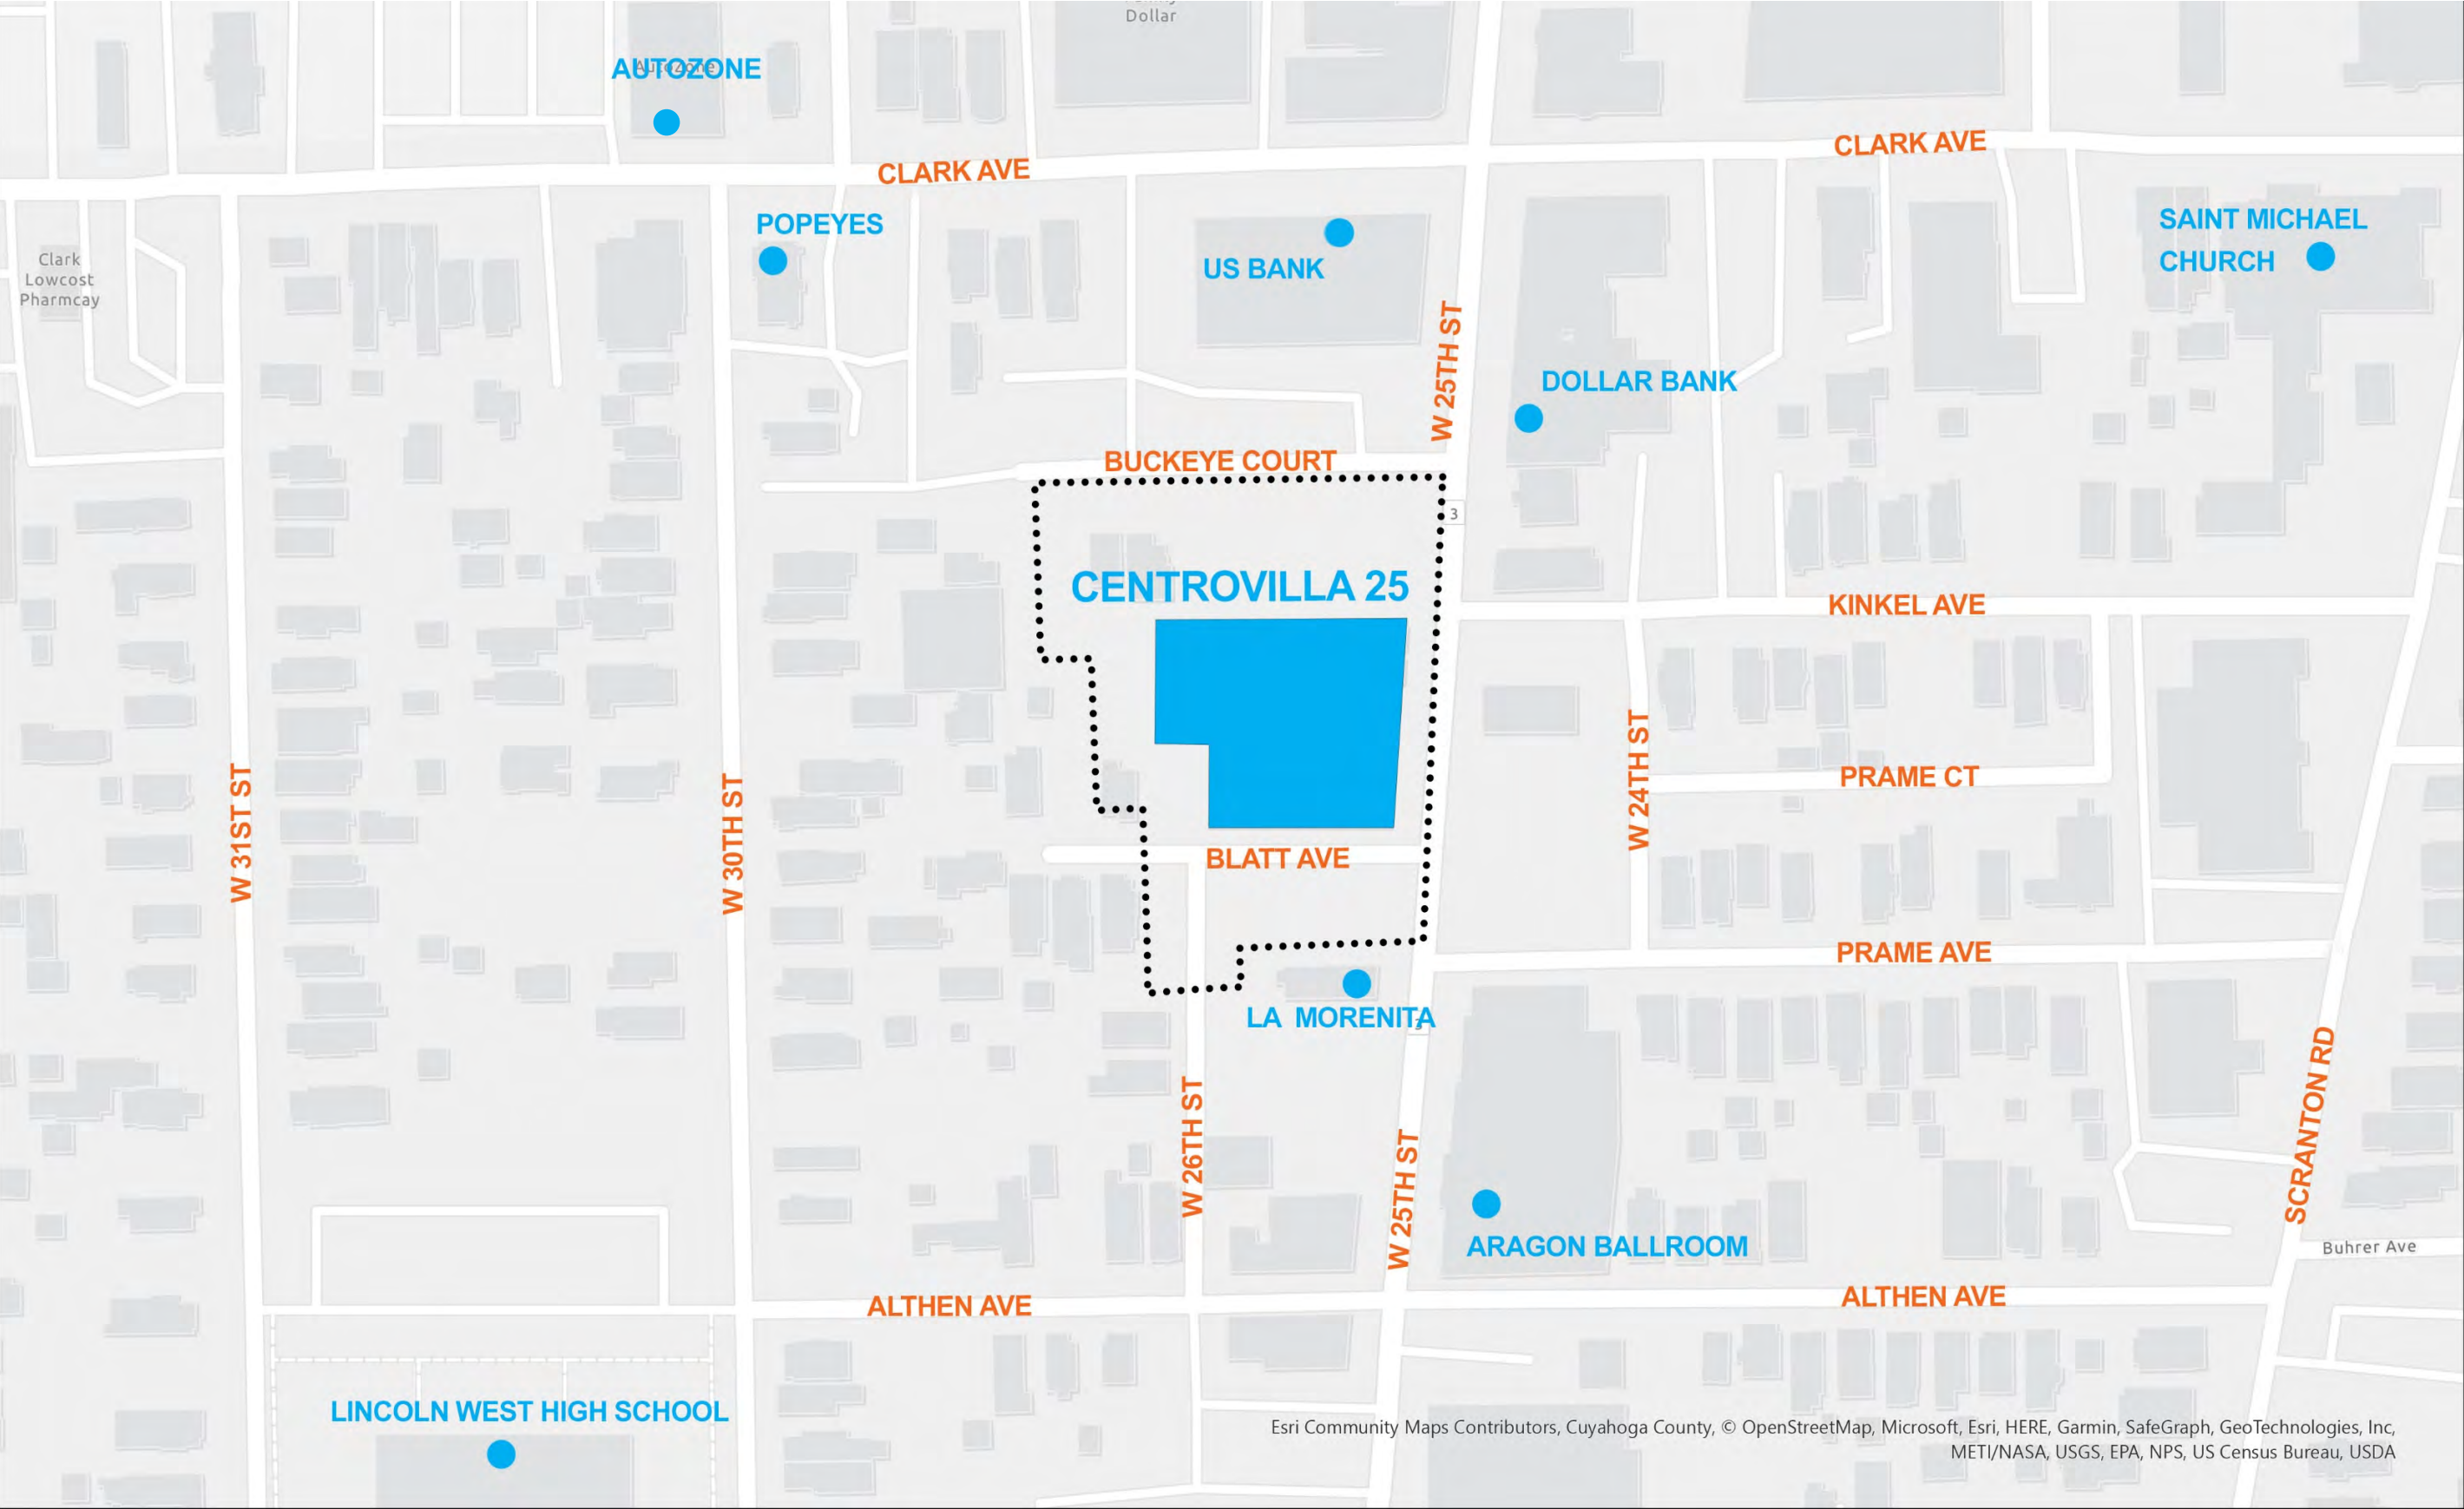 Dollar
AutoZone
AUTOZONE
CLARK AVE
CLARK AVE
POPEYES
US BANK
SAINT MICHAEL
CHURCH
Clark
Lowcost
Pharmcay
W 25TH ST
DOLLAR BANK
BUCKEYE COURT
3
CENTROVILLA 25
KINKEL AVE
W 31ST ST
W 30TH ST
W 24TH ST
PRAME CT
BLATT AVE
PRAME AVE
LA MORENITA
3
W 26TH ST
W 25TH ST
SCRANTON RD
ARAGON BALLROOM
Buhrer Ave
ALTHEN AVE
ALTHEN AVE
LINCOLN WEST HIGH SCHOOL
Esri Community Maps Contributors, Cuyahoga County, © OpenStreetMap, Microsoft, Esri, HERE, Garmin, SafeGraph, GeoTechnologies, Inc,
METI/NASA, USGS, EPA, NPS, US Census Bureau, USDA